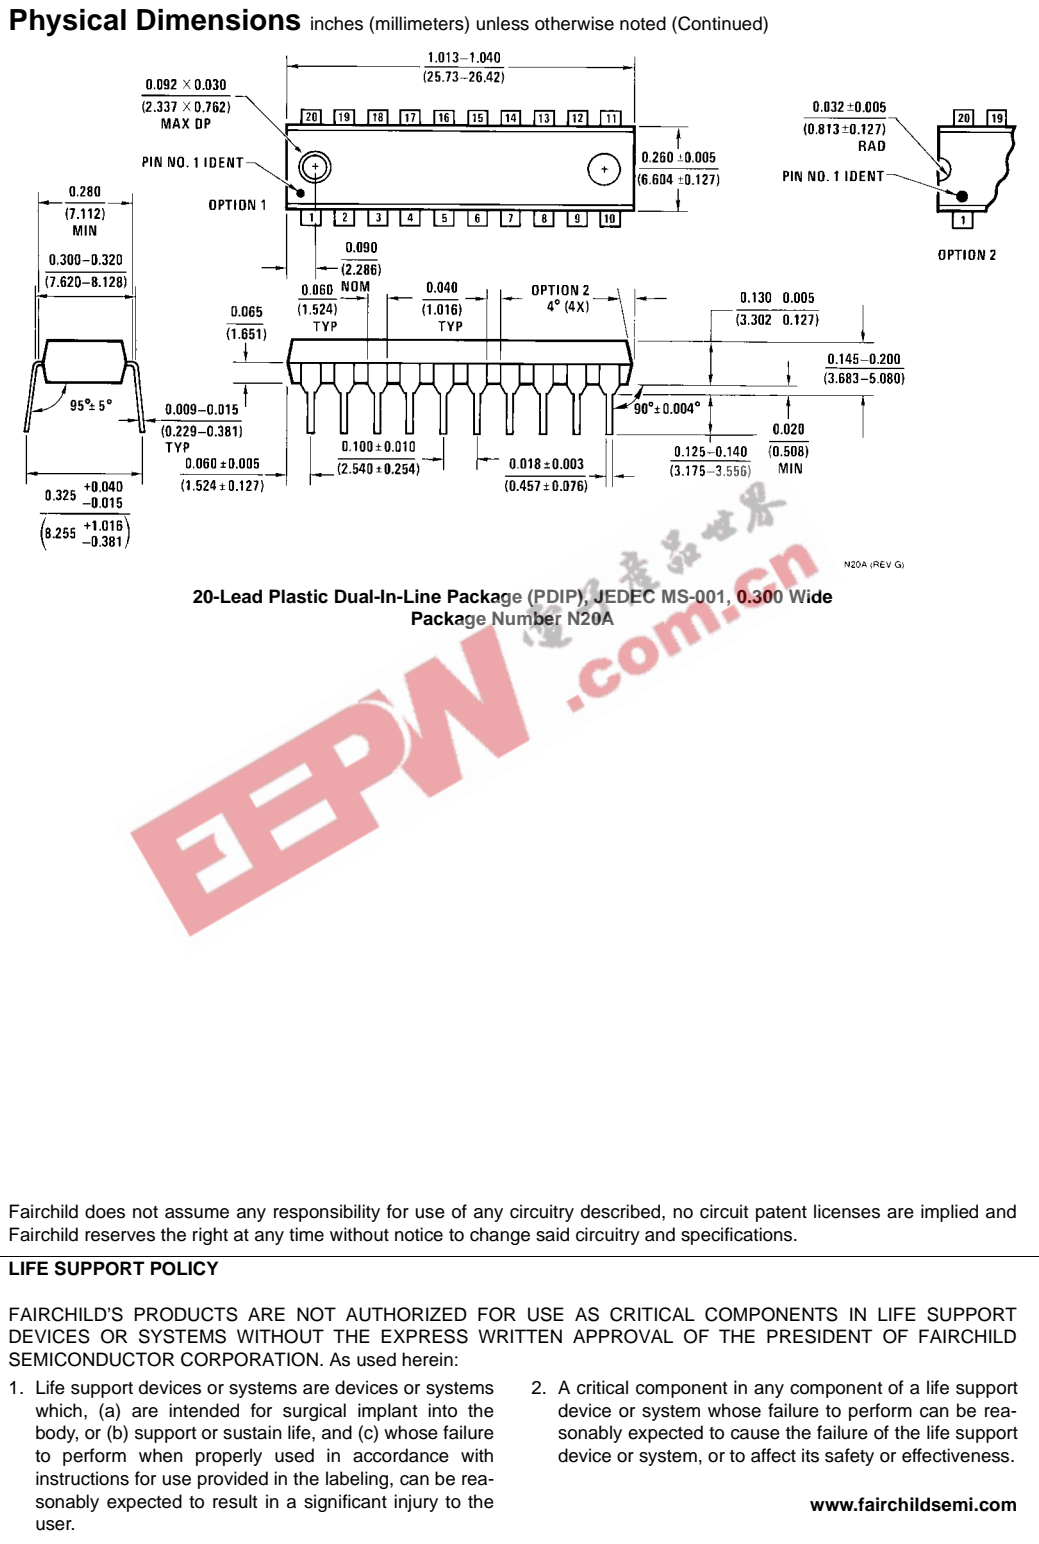 Physical Dimensions inches (millimeters) unless otherwise noted (Continued)
1.013–1.040
(25.73–26.42)
0.092 × 0.030
(2.337 × 0.762)
MAX DP
PIN NO. 1 IDENT
OPTION 1
20 19 18 17 16 15 14 13 12 11
1 2 3 4 5 6 7 8 9 10
0.260 ±0.005
(6.604 ±0.127)
0.032 ±0.005
(0.813 ±0.127)
RAD
PIN NO. 1 IDENT
20 19
1
OPTION 2
0.280
(7.112)
MIN
0.300–0.320
(7.620–8.128)
0.090
(2.286)
NOM
0.060
(1.524)
TYP
0.040
(1.016)
TYP
OPTION 2
4° (4X)
0.130 0.005
(3.302 0.127)
0.065
(1.651)
0.145–0.200
(3.683–5.080)
95°± 5°
0.009–0.015
(0.229–0.381)
TYP
90°±0.004°
0.020
(0.508)
MIN
0.125–0.140
(3.175–3.556)
0.100±0.010
(2.540±0.254)
0.060 ±0.005
(1.524 ±0.127)
0.018 ±0.003
(0.457 ±0.076)
0.325 +0.040
–0.015
(8.255 +1.016
–0.381)
N20A (REV G)
20-Lead Plastic Dual-In-Line Package (PDIP), JEDEC MS-001, 0.300 Wide
Package Number N20A
電子產品世界
EEPW .com.cn
Fairchild does not assume any responsibility for use of any circuitry described, no circuit patent licenses are implied and
Fairchild reserves the right at any time without notice to change said circuitry and specifications.
LIFE SUPPORT POLICY
FAIRCHILD'S PRODUCTS ARE NOT AUTHORIZED FOR USE AS CRITICAL COMPONENTS IN LIFE SUPPORT
DEVICES OR SYSTEMS WITHOUT THE EXPRESS WRITTEN APPROVAL OF THE PRESIDENT OF FAIRCHILD
SEMICONDUCTOR CORPORATION. As used herein:
1. Life support devices or systems are devices or systems
which, (a) are intended for surgical implant into the
body, or (b) support or sustain life, and (c) whose failure
to perform when properly used in accordance with
instructions for use provided in the labeling, can be rea-
sonably expected to result in a significant injury to the
user.
2. A critical component in any component of a life support
device or system whose failure to perform can be rea-
sonably expected to cause the failure of the life support
device or system, or to affect its safety or effectiveness.
www.fairchildsemi.com